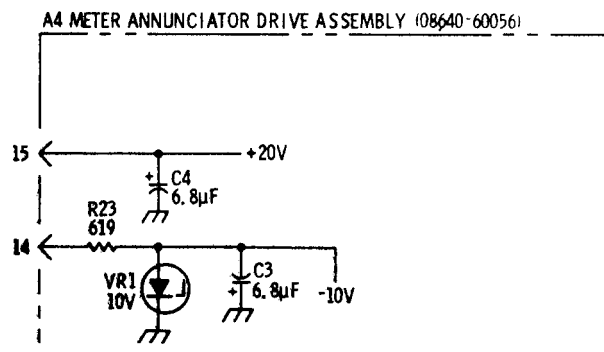 A4 METER ANNUNCIATOR DRIVE ASSEMBLY (08640-60056)
15
+20V
+
C4
6.8µF
R23
619
14
VR1
10V
C3
+
6.8µF
-10V